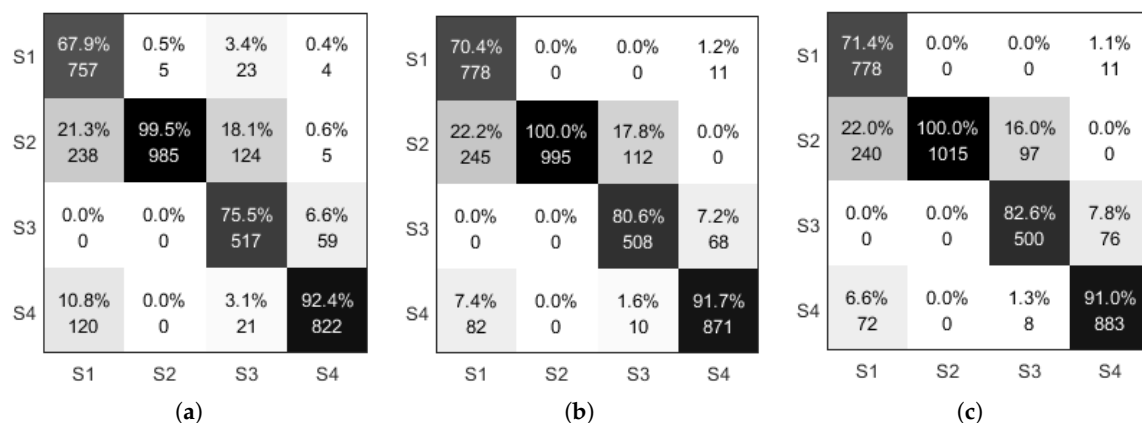 S1 67.9% 0.5% 3.4% 0.4%
757 5 23 4
S2 21.3% 99.5% 18.1% 0.6%
238 985 124 5
S3 0.0% 0.0% 75.5% 6.6%
0 0 517 59
S4 10.8% 0.0% 3.1% 92.4%
120 0 21 822
S1 S2 S3 S4
(a)
S1 70.4% 0.0% 0.0% 1.2%
778 0 0 11
S2 22.2% 100.0% 17.8% 0.0%
245 995 112 0
S3 0.0% 0.0% 80.6% 7.2%
0 0 508 68
S4 7.4% 0.0% 1.6% 91.7%
82 0 10 871
S1 S2 S3 S4
(b)
S1 71.4% 0.0% 0.0% 1.1%
778 0 0 11
S2 22.0% 100.0% 16.0% 0.0%
240 1015 97 0
S3 0.0% 0.0% 82.6% 7.8%
0 0 500 76
S4 6.6% 0.0% 1.3% 91.0%
72 0 8 883
S1 S2 S3 S4
(c)